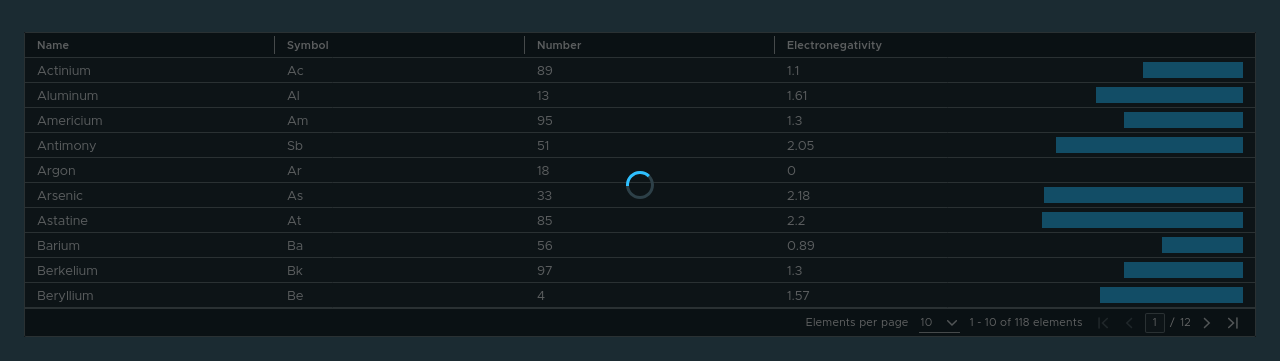 Name Symbol Number Electronegativity
Actinium Ac 89 1.1
Aluminum Al 13 1.61
Americium Am 95 1.3
Antimony Sb 51 2.05
Argon Ar 18 0
Arsenic As 33 2.18
Astatine At 85 2.2
Barium Ba 56 0.89
Berkelium Bk 97 1.3
Beryllium Be 4 1.57
Elements per page 10 1 - 10 of 118 elements 1 / 12